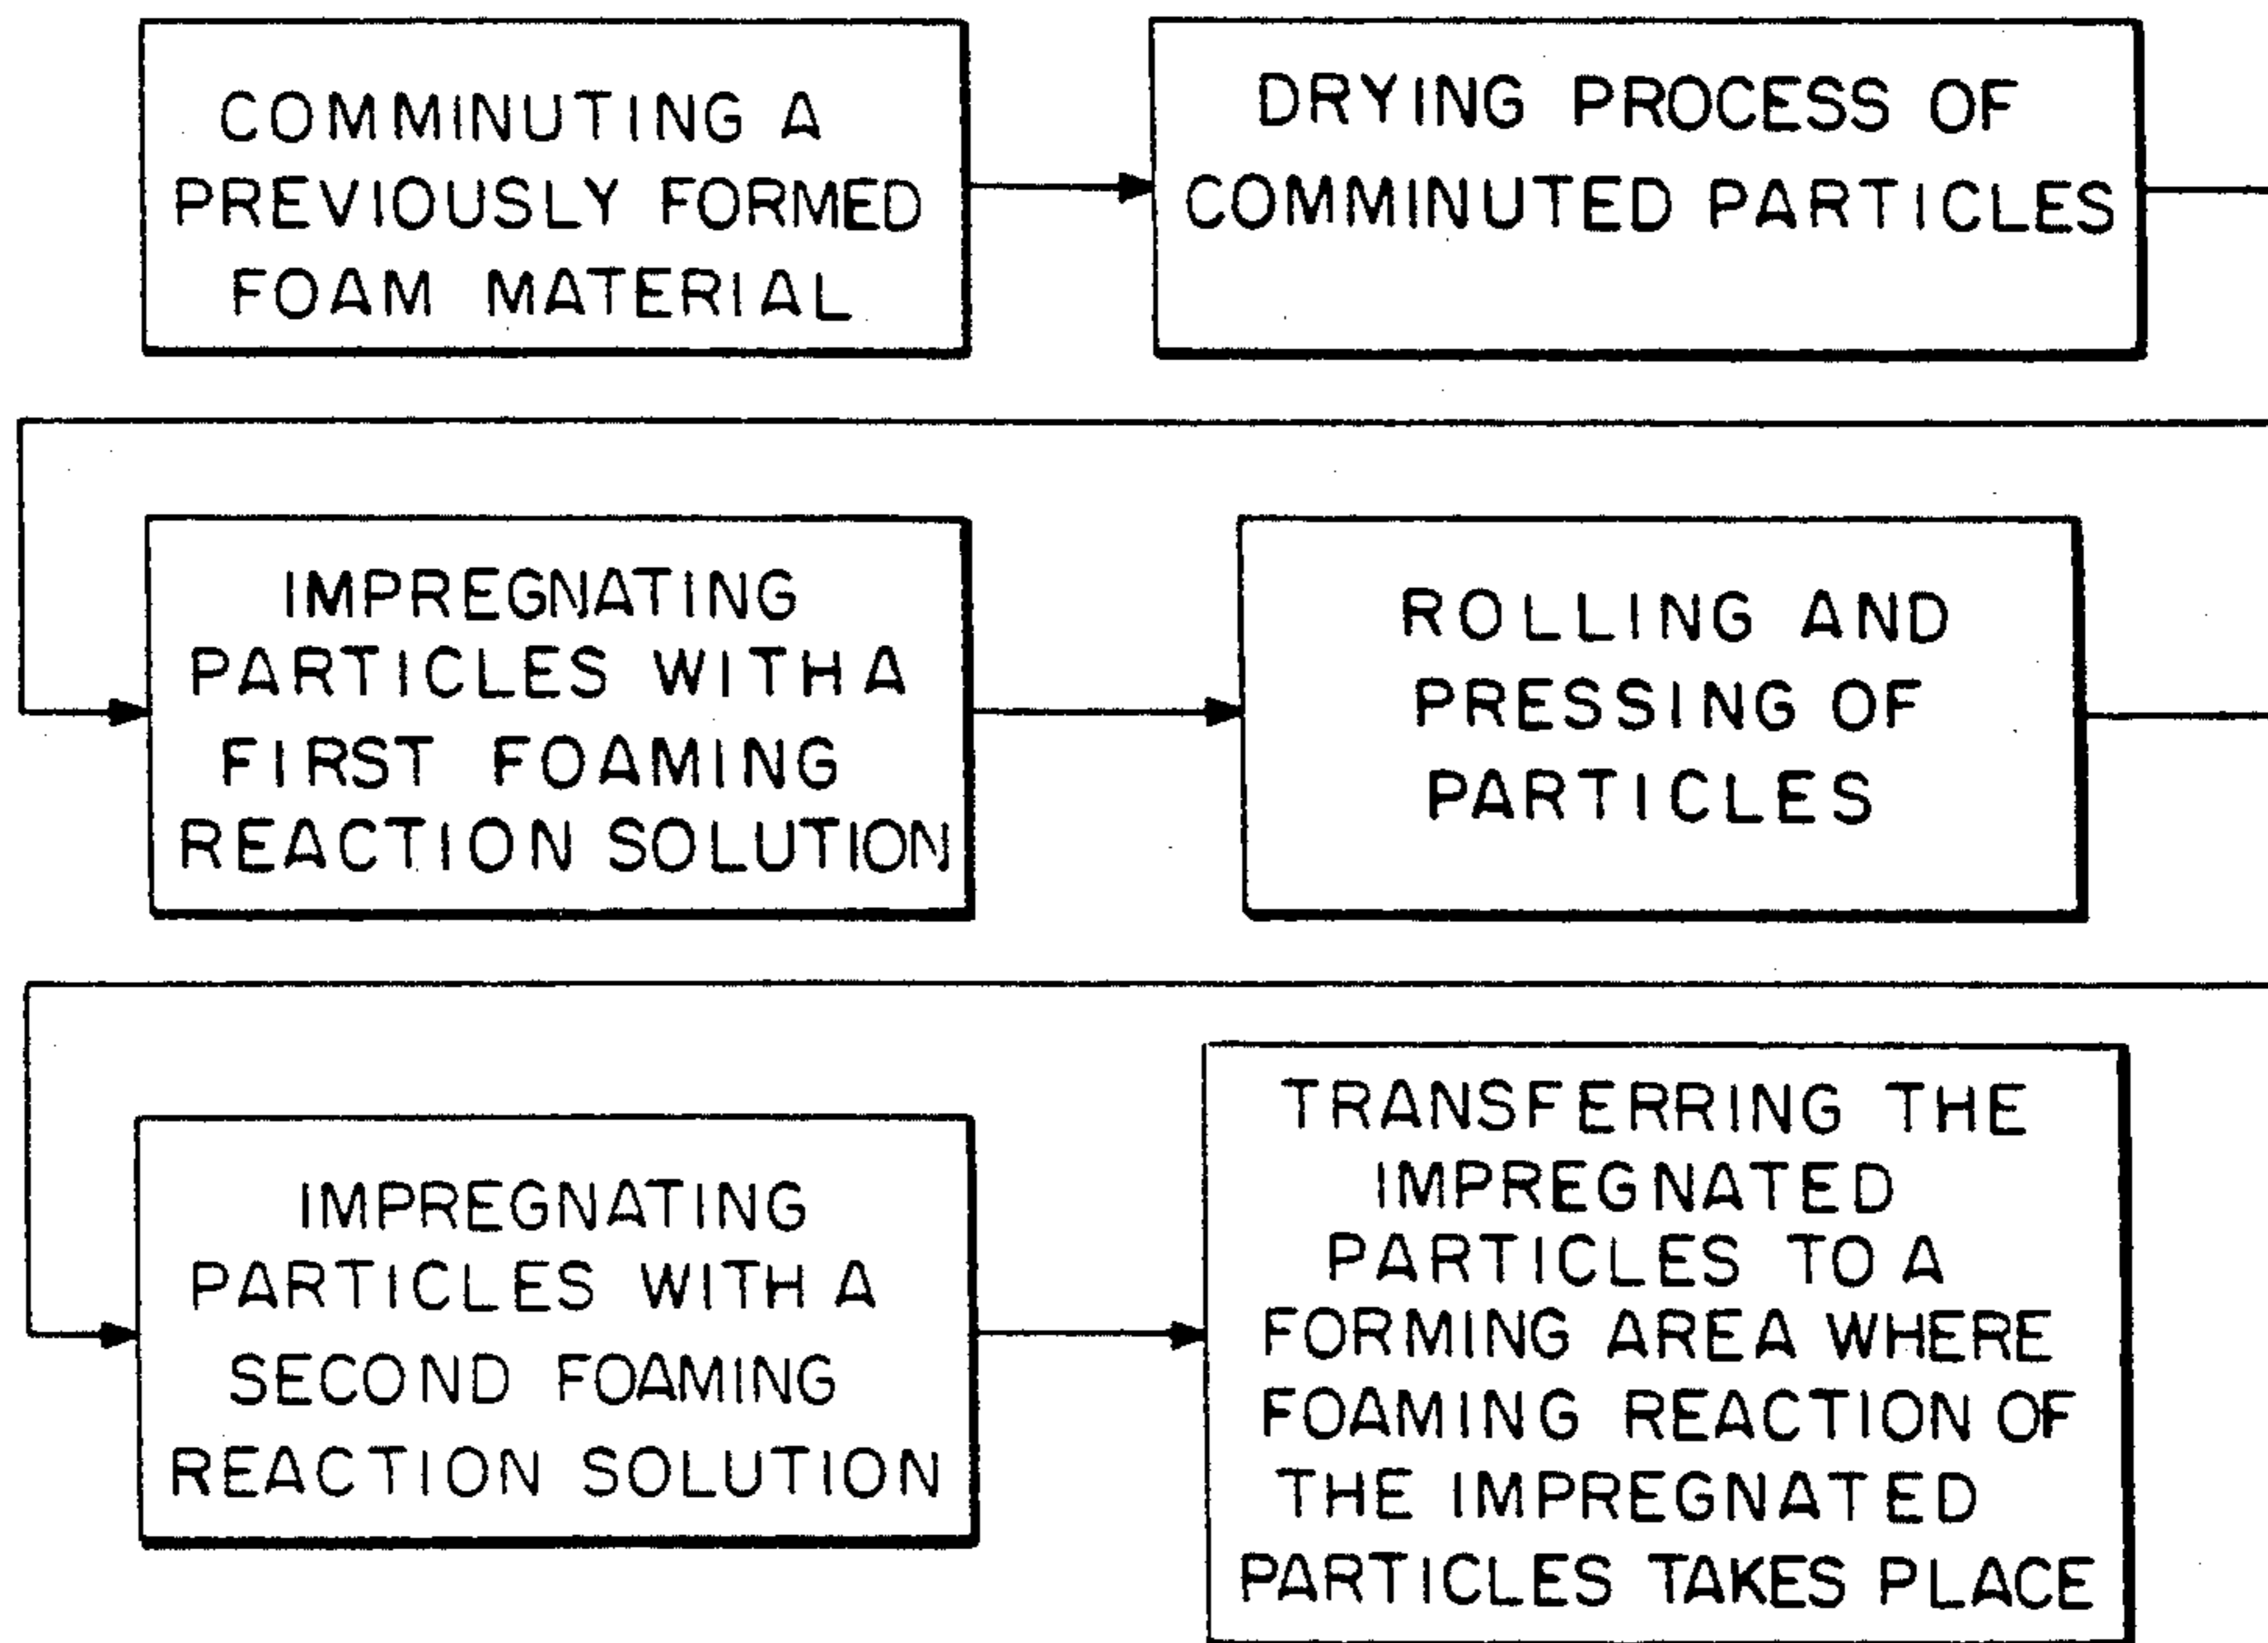 COMMINUTING A
PREVIOUSLY FORMED
FOAM MATERIAL
DRYING PROCESS OF
COMMINUTED PARTICLES
IMPREGNATING
PARTICLES WITH A
FIRST FOAMING
REACTION SOLUTION
ROLLING AND
PRESSING OF
PARTICLES
IMPREGNATING
PARTICLES WITH A
SECOND FOAMING
REACTION SOLUTION
TRANSFERRING THE
IMPREGNATED
PARTICLES TO A
FORMING AREA WHERE
FOAMING REACTION OF
THE IMPREGNATED
PARTICLES TAKES PLACE